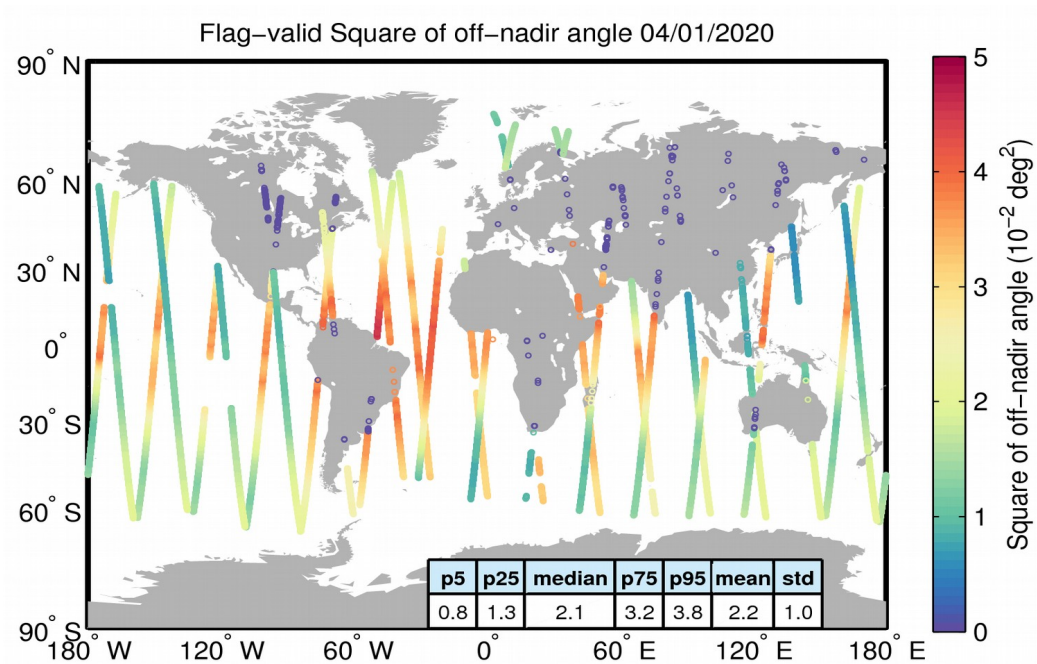 Flag−valid Square of off−nadir angle 04/01/2020
90° N
60° N
30° N
0°
30° S
60° S
90° S
180° W
120° W
60° W
0°
60° E
120° E
180° E
p5 p25 median p75 p95 mean std
0.8 1.3 2.1 3.2 3.8 2.2 1.0
5
4
3
2
1
0
Square of off−nadir angle (10⁻² deg²)